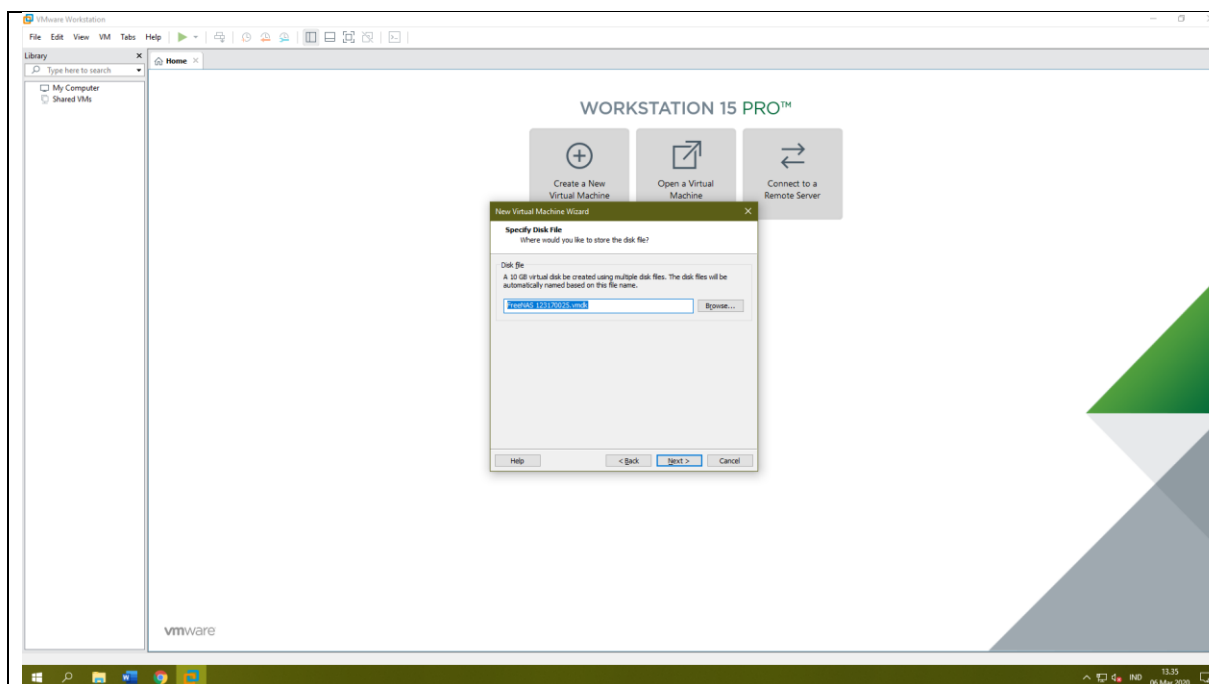 VMware Workstation
File Edit View VM Tabs Help
Library
Type here to search
My Computer
Shared VMs
Home
WORKSTATION 15 PRO™
Create a New
Virtual Machine
Open a Virtual
Machine
Connect to a
Remote Server
New Virtual Machine Wizard
Specify Disk File
Where would you like to store the disk file?
Disk file
A 10 GB virtual disk be created using multiple disk files. The disk files will be
automatically named based on this file name.
FreeNAS 123170025.vmdk
Browse...
Help
< Back
Next >
Cancel
vmware
IND
13.35
06 Mar 2020